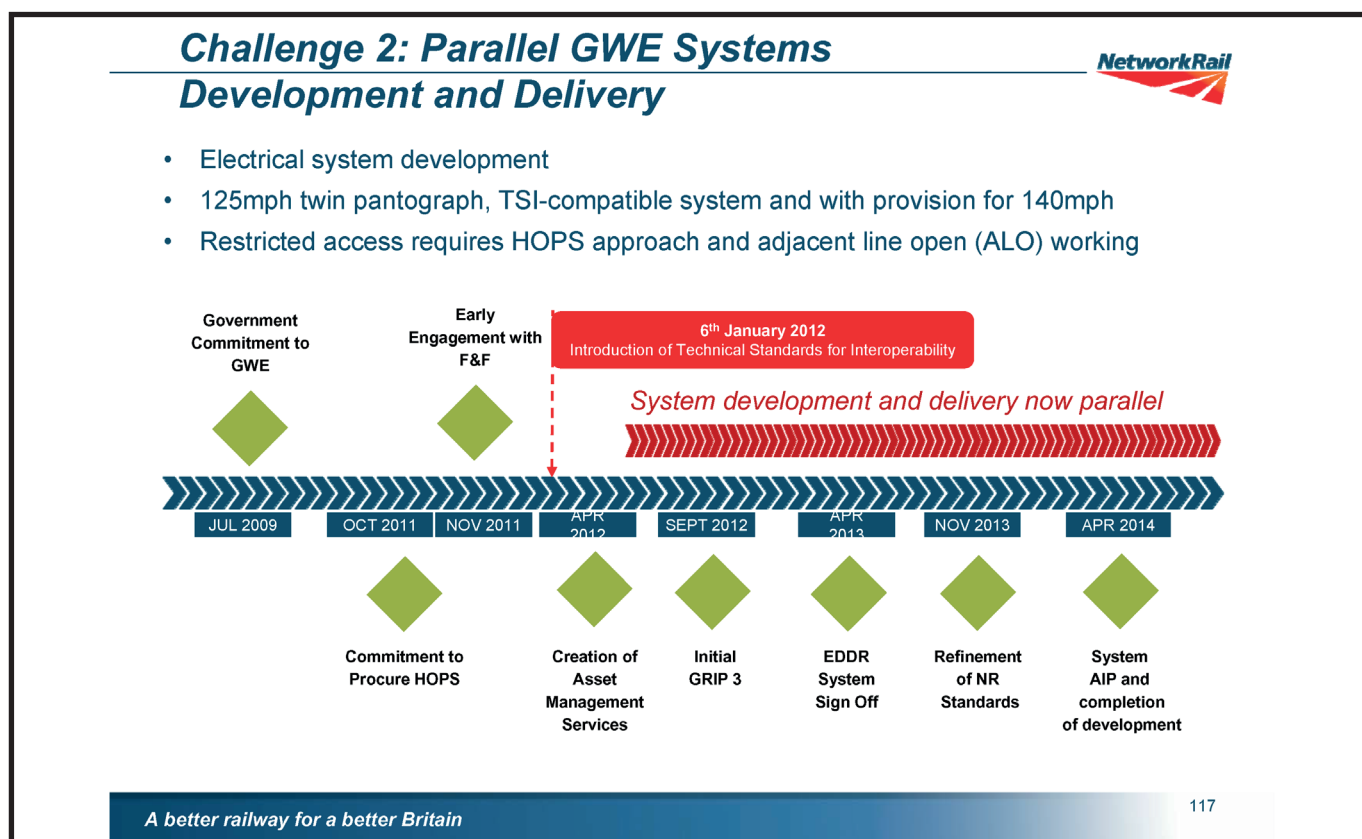 Challenge 2: Parallel GWE Systems
Development and Delivery
NetworkRail
• Electrical system development
• 125mph twin pantograph, TSI-compatible system and with provision for 140mph
• Restricted access requires HOPS approach and adjacent line open (ALO) working
Government
Commitment to
GWE
Early
Engagement with
F&F
6th January 2012
Introduction of Technical Standards for Interoperability
System development and delivery now parallel
JUL 2009
OCT 2011
NOV 2011
APR
2012
SEPT 2012
APR
2013
NOV 2013
APR 2014
Commitment to
Procure HOPS
Creation of
Asset
Management
Services
Initial
GRIP 3
EDDR
System
Sign Off
Refinement
of NR
Standards
System
AIP and
completion
of development
A better railway for a better Britain
117